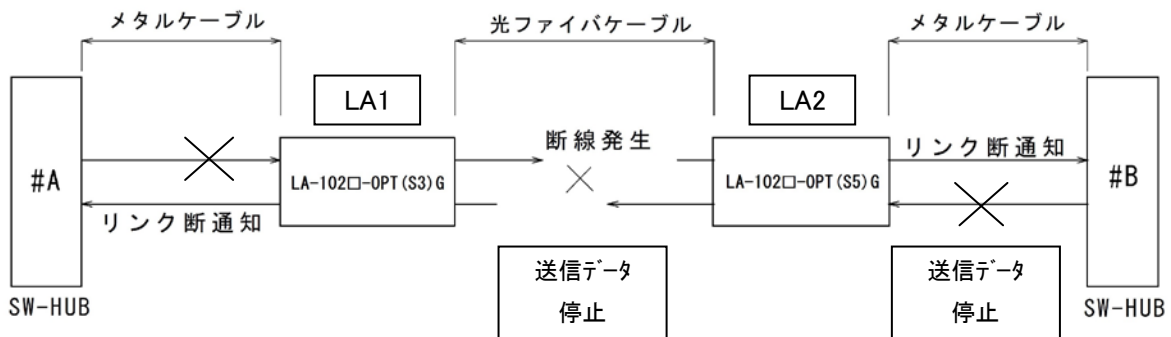 メタルケーブル
光ファイバケーブル
メタルケーブル
LA1
LA2
断線発生
リンク断通知
#A
LA-102□-OPT(S3)G
LA-102□-OPT(S5)G
#B
リンク断通知
送信ﾃﾞｰﾀ
停止
送信ﾃﾞｰﾀ
停止
SW-HUB
SW-HUB